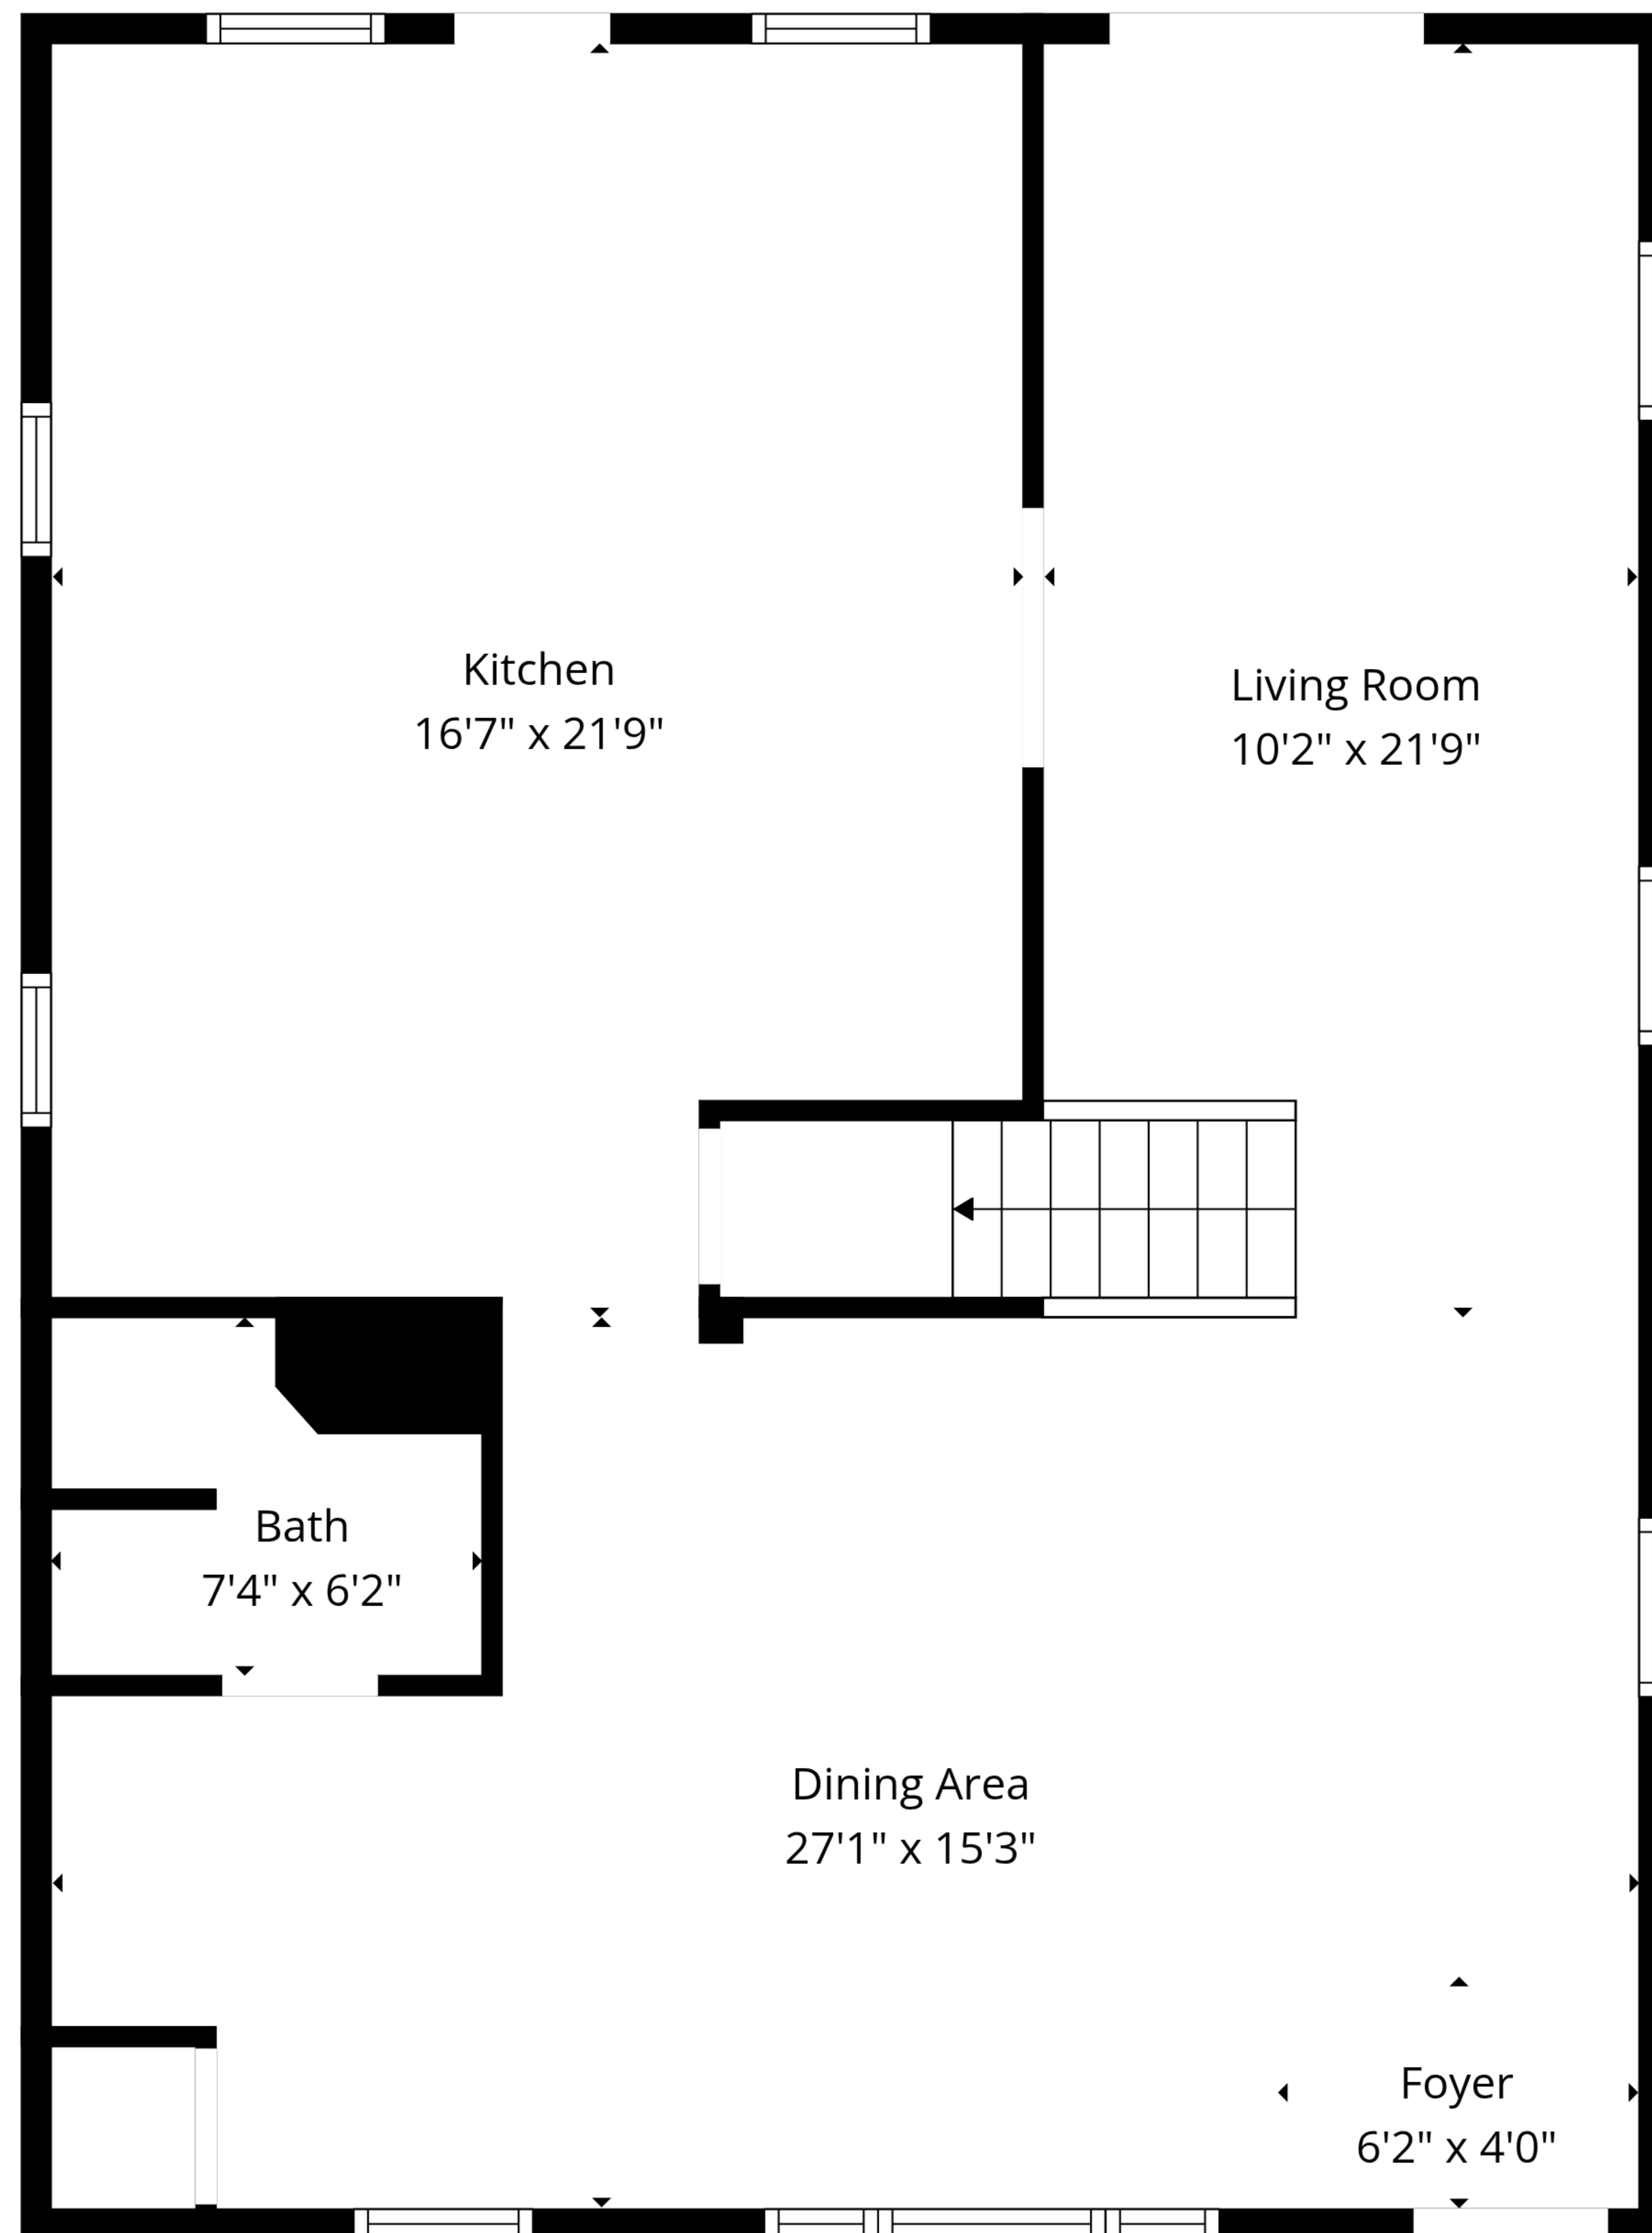 Kitchen
16'7" x 21'9"
Living Room
10'2" x 21'9"
Bath
7'4" x 6'2"
Dining Area
27'1" x 15'3"
Foyer
6'2" x 4'0"